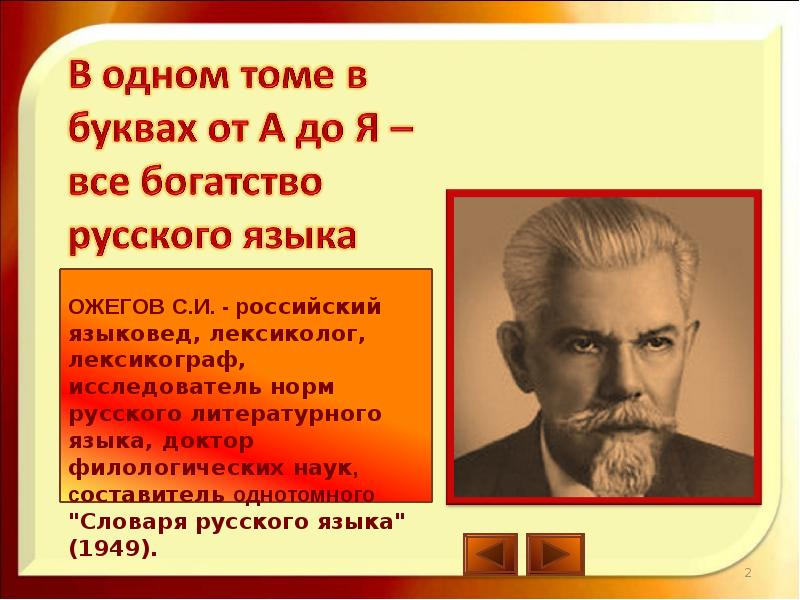 В одном томе в
буквах от А до Я –
все богатство
русского языка
ОЖЕГОВ С.И. - российский
языковед, лексиколог,
лексикограф,
исследователь норм
русского литературного
языка, доктор
филологических наук,
составитель однотомного
"Словаря русского языка"
(1949).
2